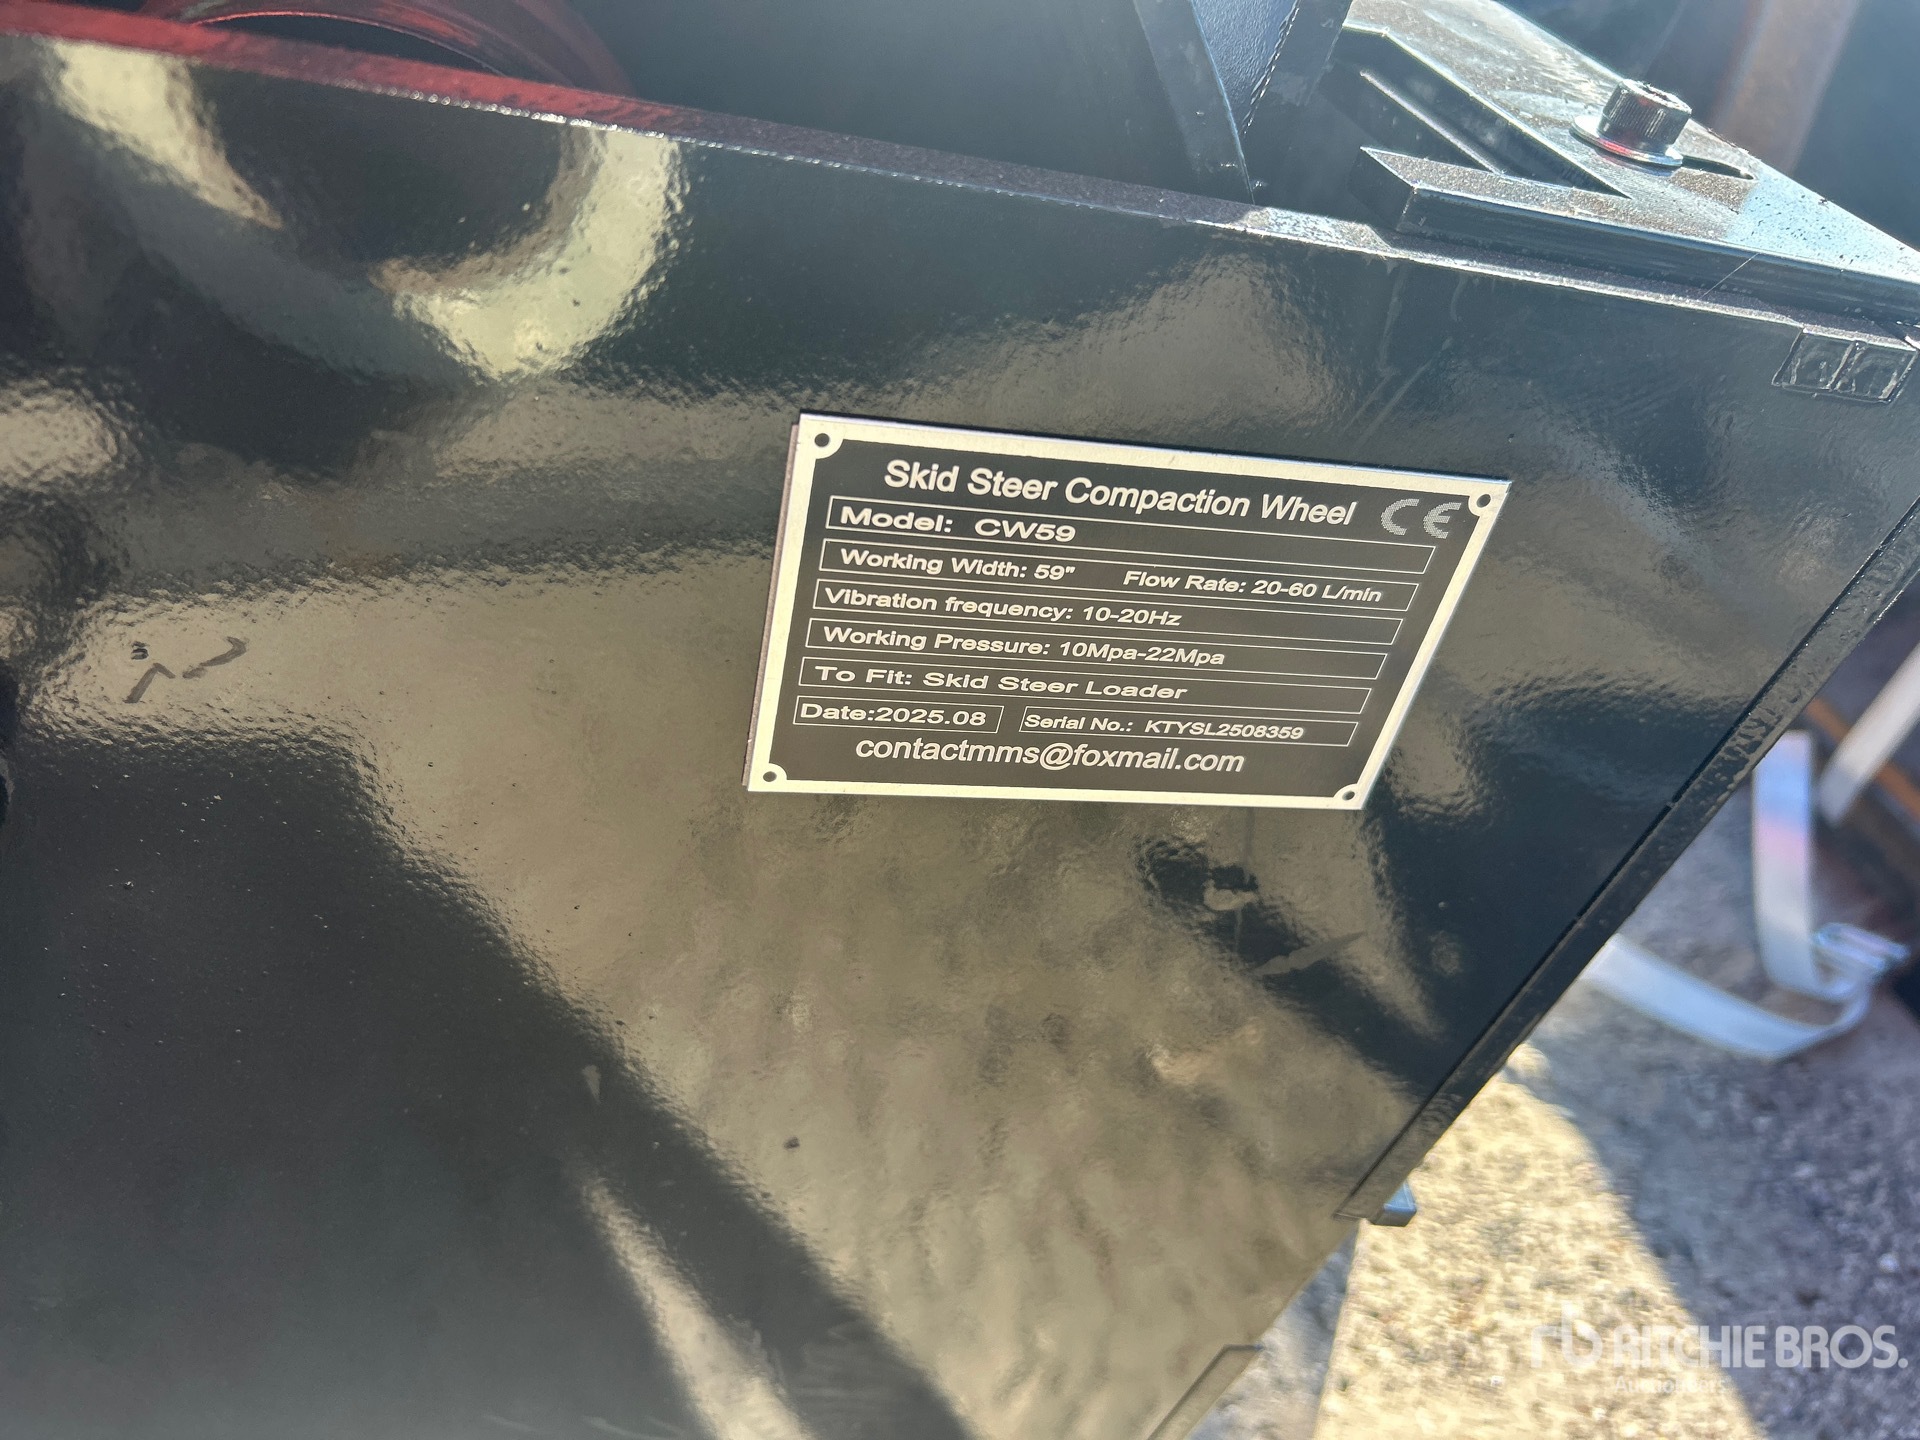 Skid Steer Compaction Wheel CE
Model: CW59
Working Width: 59" Flow Rate: 20-60 L/min
Vibration frequency: 10-20Hz
Working Pressure: 10Mpa-22Mpa
To Fit: Skid Steer Loader
Date:2025.08 Serial No.: KTYSL2508359
contactmms@foxmail.com
rb RITCHIE BROS.
Auctioneers